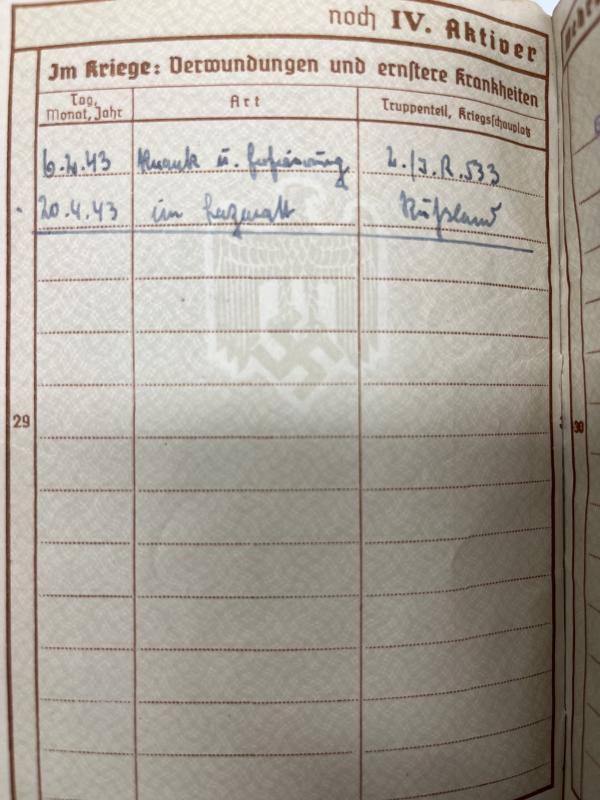 noch IV. Aktiver
Im Kriege: Verwundungen und ernstere Krankheiten
Tag, Monat, Jahr
Art
Truppenteil, Kriegsschauplatz
6.4.43 Krank u. 2./J.R. 533
20.4.43 im Lazarett Rußland
29
30